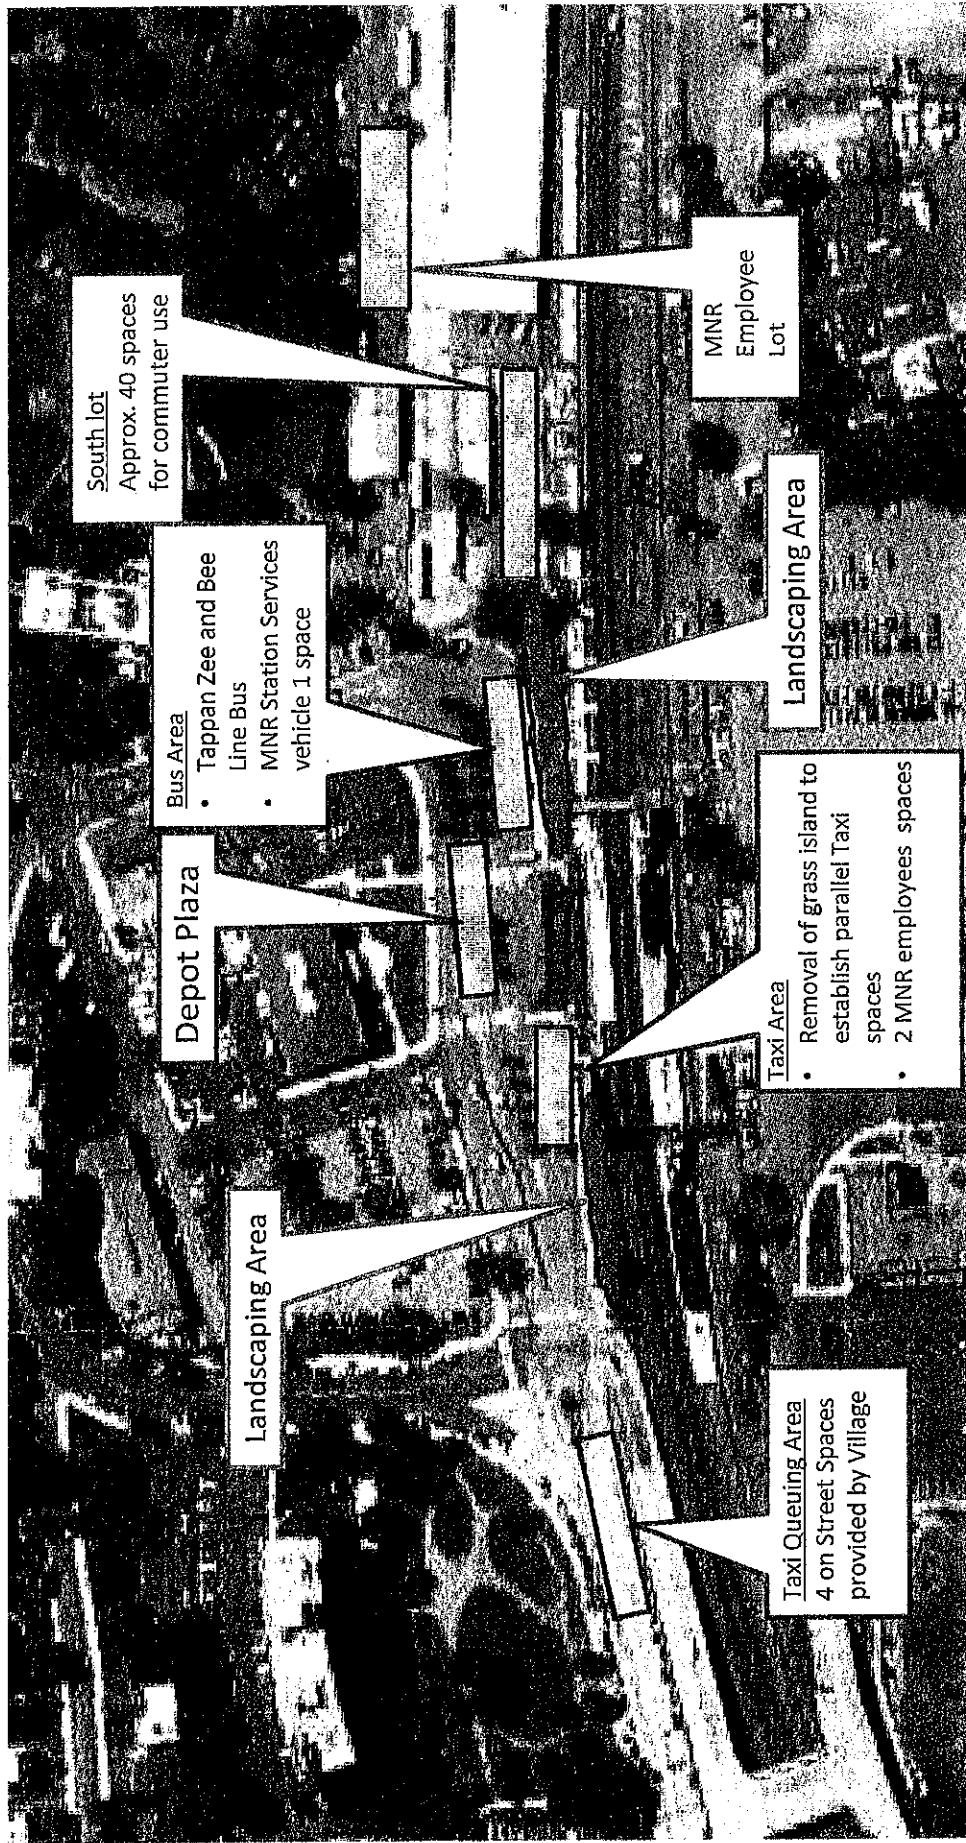 South lot
Approx. 40 spaces
for commuter use
Bus Area
• Tappan Zee and Bee
Line Bus
• MNR Station Services
vehicle 1 space
Depot Plaza
Landscaping Area
MNR
Employee
Lot
Landscaping Area
Taxi Area
• Removal of grass island to
establish parallel Taxi
spaces
• 2 MNR employees spaces
Taxi Queuing Area
4 on Street Spaces
provided by Village